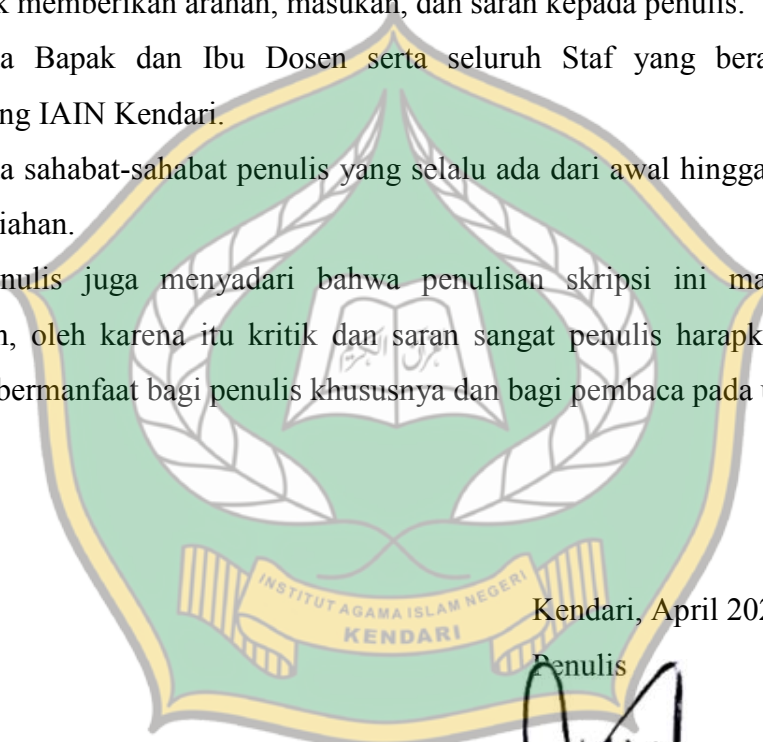 k memberikan arahan, masukan, dan saran kepada penulis.
a Bapak dan Ibu Dosen serta seluruh Staf yang bera
ng IAIN Kendari.
a sahabat-sahabat penulis yang selalu ada dari awal hingga
iahan.
nulis juga menyadari bahwa penulisan skripsi ini ma
n, oleh karena itu kritik dan saran sangat penulis harapk
bermanfaat bagi penulis khususnya dan bagi pembaca pada u
INSTITUT AGAMA ISLAM NEGERI
KENDARI
Kendari, April 202
Penulis